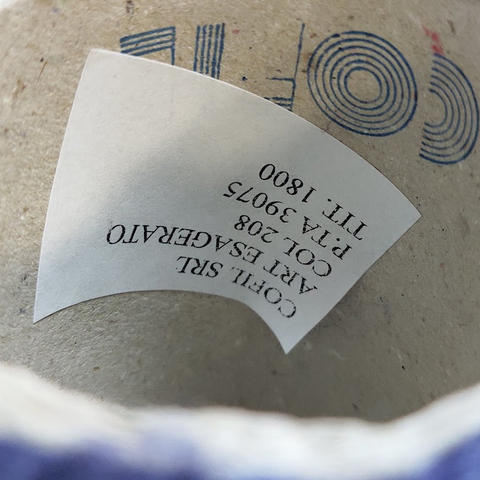 COFIL SRL
ART ESAGERATO
COL 208
P.TA 39075
TIT. 1800